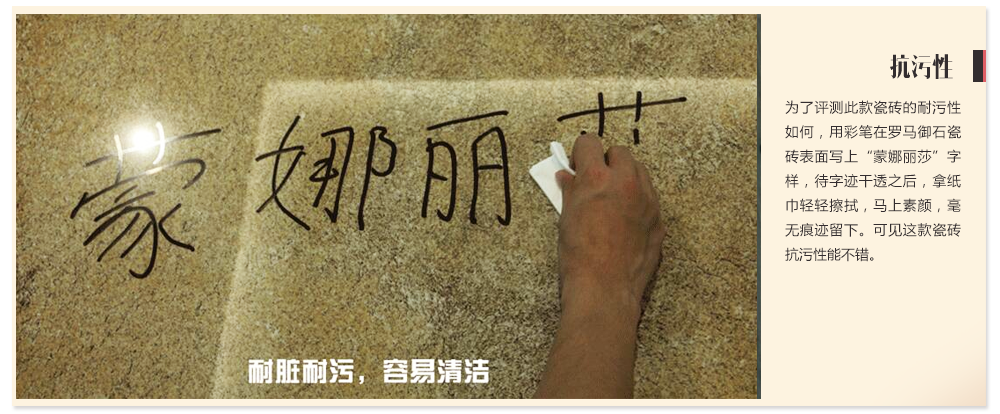 蒙娜丽莎
耐脏耐污，容易清洁
抗污性
为了评测此款瓷砖的耐污性
如何，用彩笔在罗马御石瓷
砖表面写上“蒙娜丽莎”字
样，待字迹干透之后，拿纸
巾轻轻擦拭，马上素颜，毫
无痕迹留下。可见这款瓷砖
抗污性能不错。